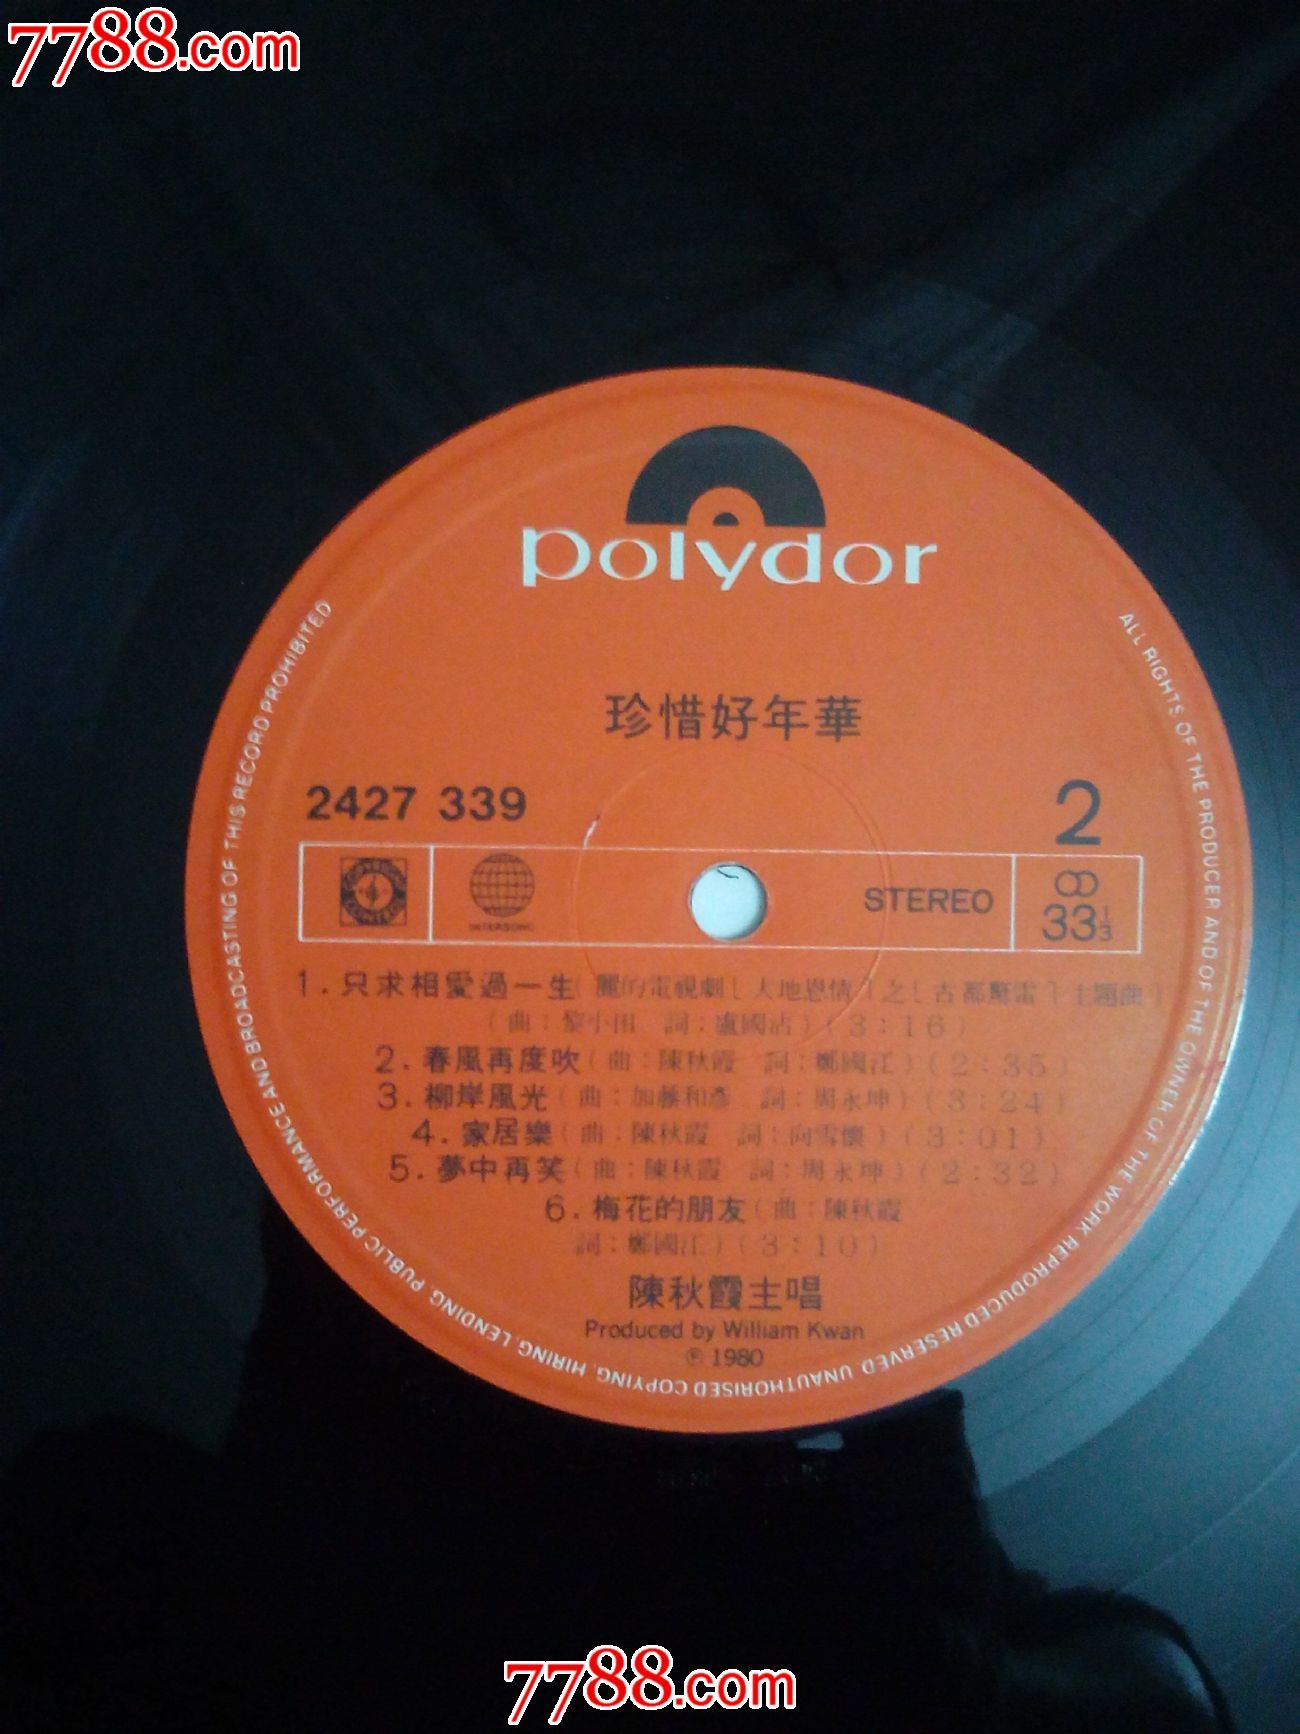 7788.com
polydor
珍惜好年華
2427 339
2
INTERSONG
STEREO
33 1/3
1.只求相愛過一生(麗的電視劇[大地恩情]之[古都驚雷]主題曲)
(曲:黎小田 詞:盧國沾)(3:16)
2.春風再度吹(曲:陳秋霞 詞:鄭國江)(2:35)
3.柳岸風光(曲:加藤和彥 詞:周永坤)(3:24)
4.家居樂(曲:陳秋霞 詞:向雪懷)(3:01)
5.夢中再笑(曲:陳秋霞 詞:周永坤)(2:32)
6.梅花的朋友(曲:陳秋霞
詞:鄭國江)(3:10)
陳秋霞主唱
Produced by William Kwan
℗ 1980
ALL RIGHTS OF THE PRODUCER AND OF THE OWNER OF THE WORK REPRODUCED RESERVED. UNAUTHORISED COPYING, HIRING, LENDING, PUBLIC PERFORMANCE AND BROADCASTING OF THIS RECORD PROHIBITED
7788.com